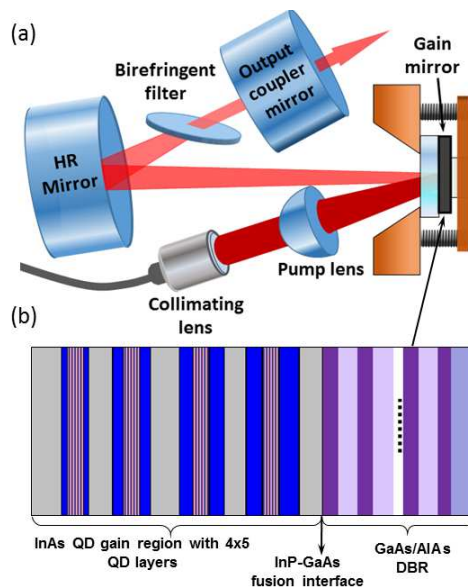 (a)
Birefringent
filter
Output
coupler
mirror
Gain
mirror
HR
Mirror
Pump lens
Collimating
lens
(b)
InAs QD gain region with 4x5
QD layers
InP-GaAs
fusion interface
GaAs/AlAs
DBR